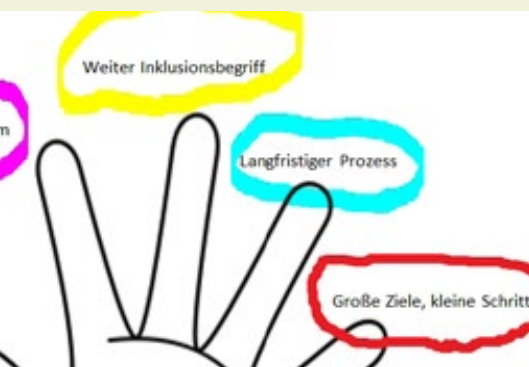 Weiter Inklusionsbegriff
m
Langfristiger Prozess
Große Ziele, kleine Schritt